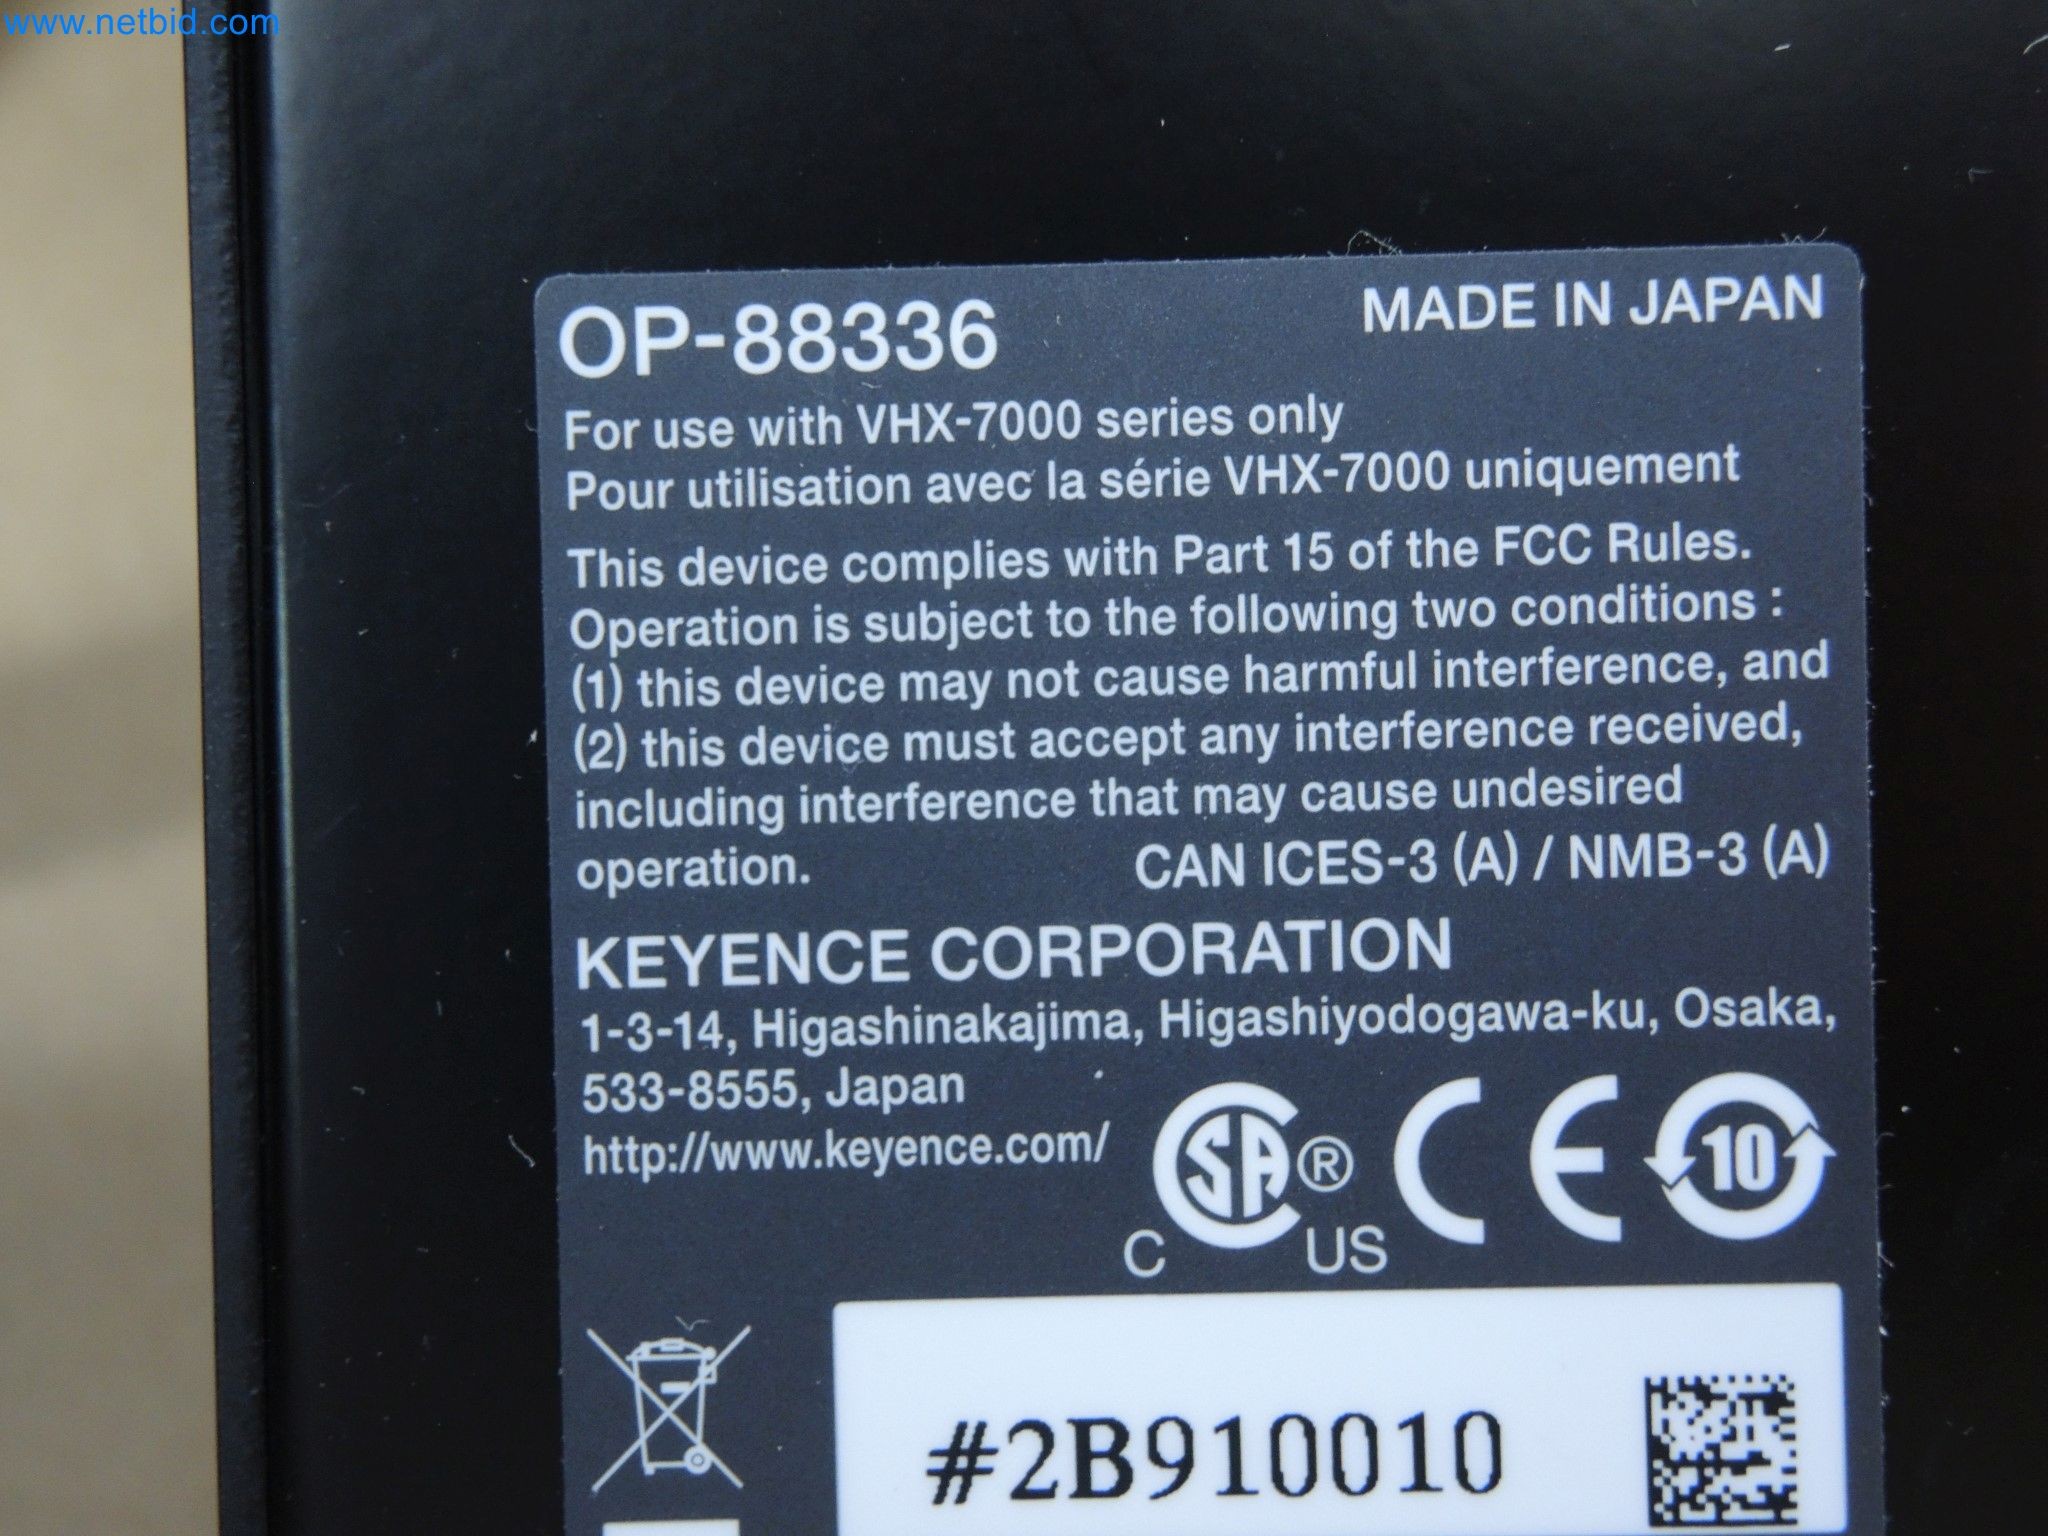 www.netbid.com
OP-88336
MADE IN JAPAN
For use with VHX-7000 series only
Pour utilisation avec la série VHX-7000 uniquement
This device complies with Part 15 of the FCC Rules.
Operation is subject to the following two conditions :
(1) this device may not cause harmful interference, and
(2) this device must accept any interference received,
including interference that may cause undesired
operation.
CAN ICES-3 (A) / NMB-3 (A)
KEYENCE CORPORATION
1-3-14, Higashinakajima, Higashiyodogawa-ku, Osaka,
533-8555, Japan
http://www.keyence.com/
C SA® US CE 10
#2B910010